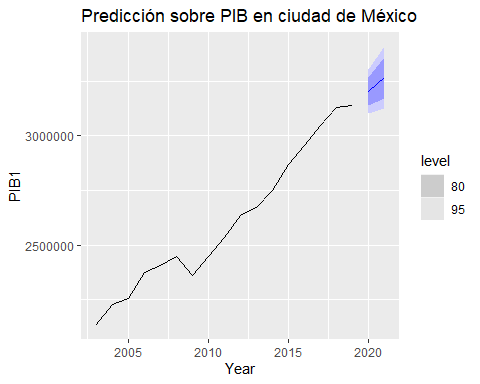 Predicción sobre PIB en ciudad de México
PIB1
3000000
2500000
2005
2010
2015
2020
Year
level
80
95